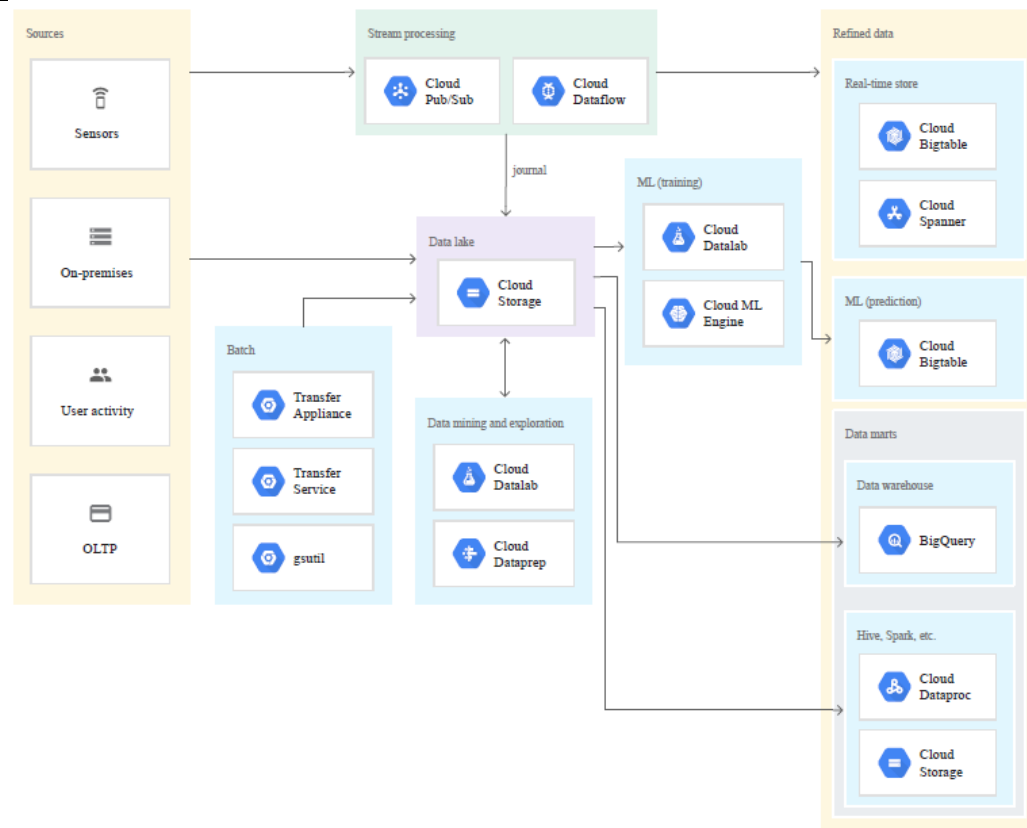 Sources
Sensors
On-premises
User activity
OLTP
Stream processing
Cloud
Pub/Sub
Cloud
Dataflow
journal
Data lake
Cloud
Storage
Batch
Transfer
Appliance
Transfer
Service
gsutil
Data mining and exploration
Cloud
Datalab
Cloud
Dataprep
ML (training)
Cloud
Datalab
Cloud ML
Engine
Refined data
Real-time store
Cloud
Bigtable
Cloud
Spanner
ML (prediction)
Cloud
Bigtable
Data marts
Data warehouse
BigQuery
Hive, Spark, etc.
Cloud
Dataproc
Cloud
Storage